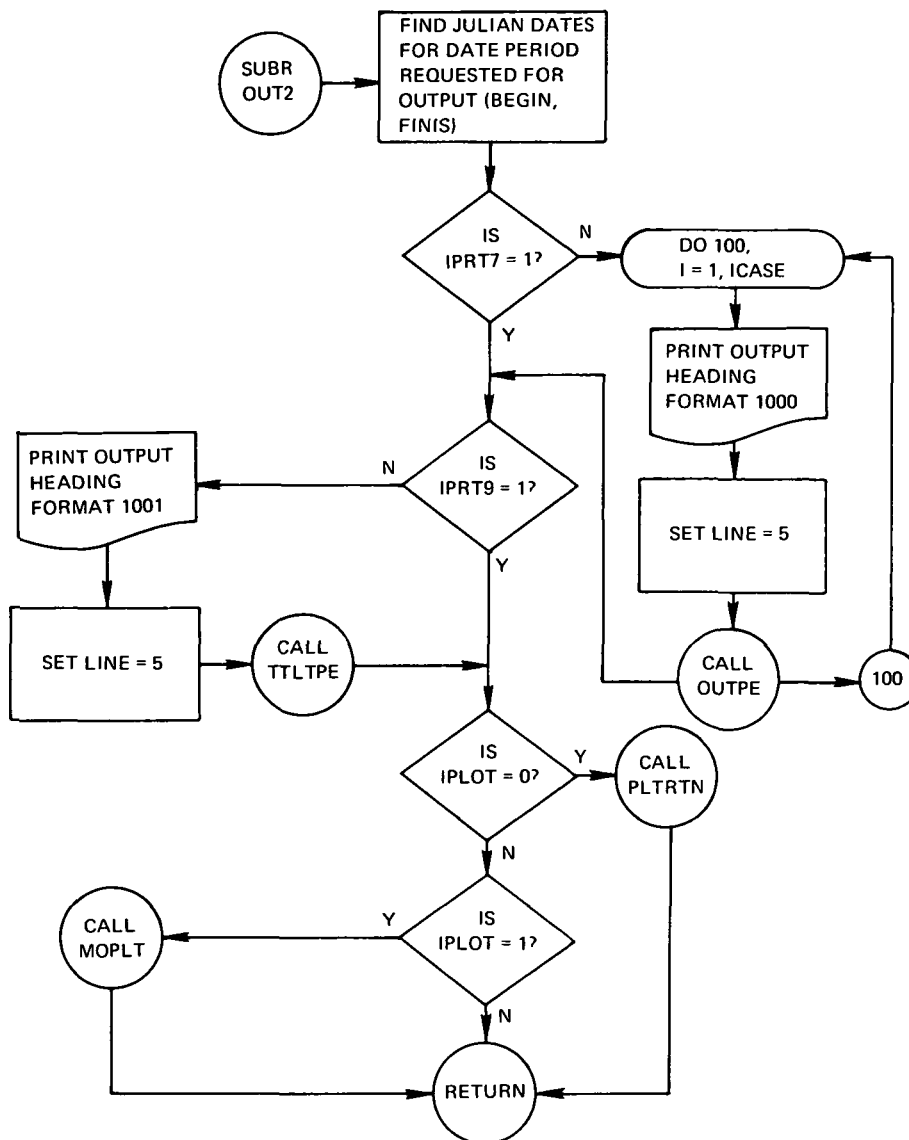 SUBR
OUT2
FIND JULIAN DATES
FOR DATE PERIOD
REQUESTED FOR
OUTPUT (BEGIN,
FINIS)
IS
IPRT7 = 1?
N
Y
DO 100,
I = 1, ICASE
PRINT OUTPUT
HEADING
FORMAT 1000
SET LINE = 5
CALL
OUTPE
100
IS
IPRT9 = 1?
N
Y
PRINT OUTPUT
HEADING
FORMAT 1001
SET LINE = 5
CALL
TTLTPE
IS
IPLOT = 0?
Y
N
CALL
PLTRTN
IS
IPLOT = 1?
Y
N
CALL
MOPLT
RETURN